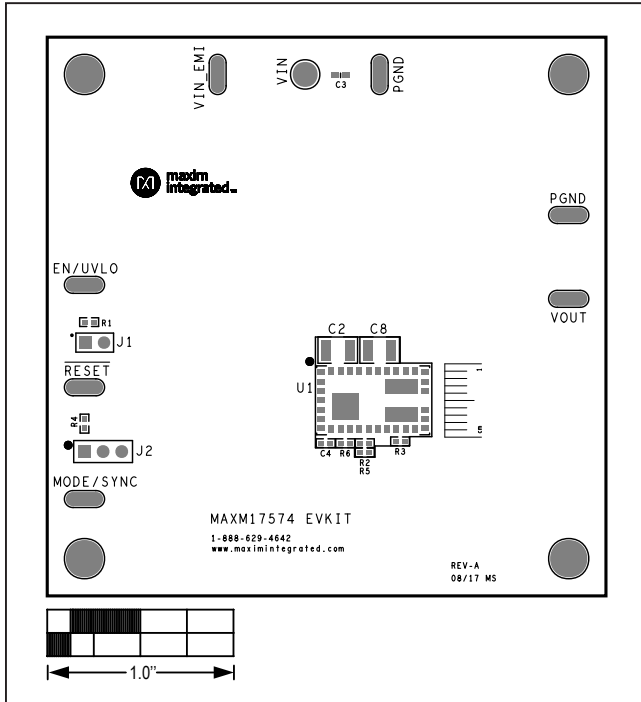 VIN_EMI
VIN
C3
PGND
maxim
integrated™
PGND
EN/UVLO
VOUT
R1
J1
C2
C8
RESET
U1
1
R4
J2
C4
R6
R2
R5
R3
MODE/SYNC
MAXM17574 EVKIT
1-888-629-4642
www.maximintegrated.com
REV-A
08/17 MS
1.0”